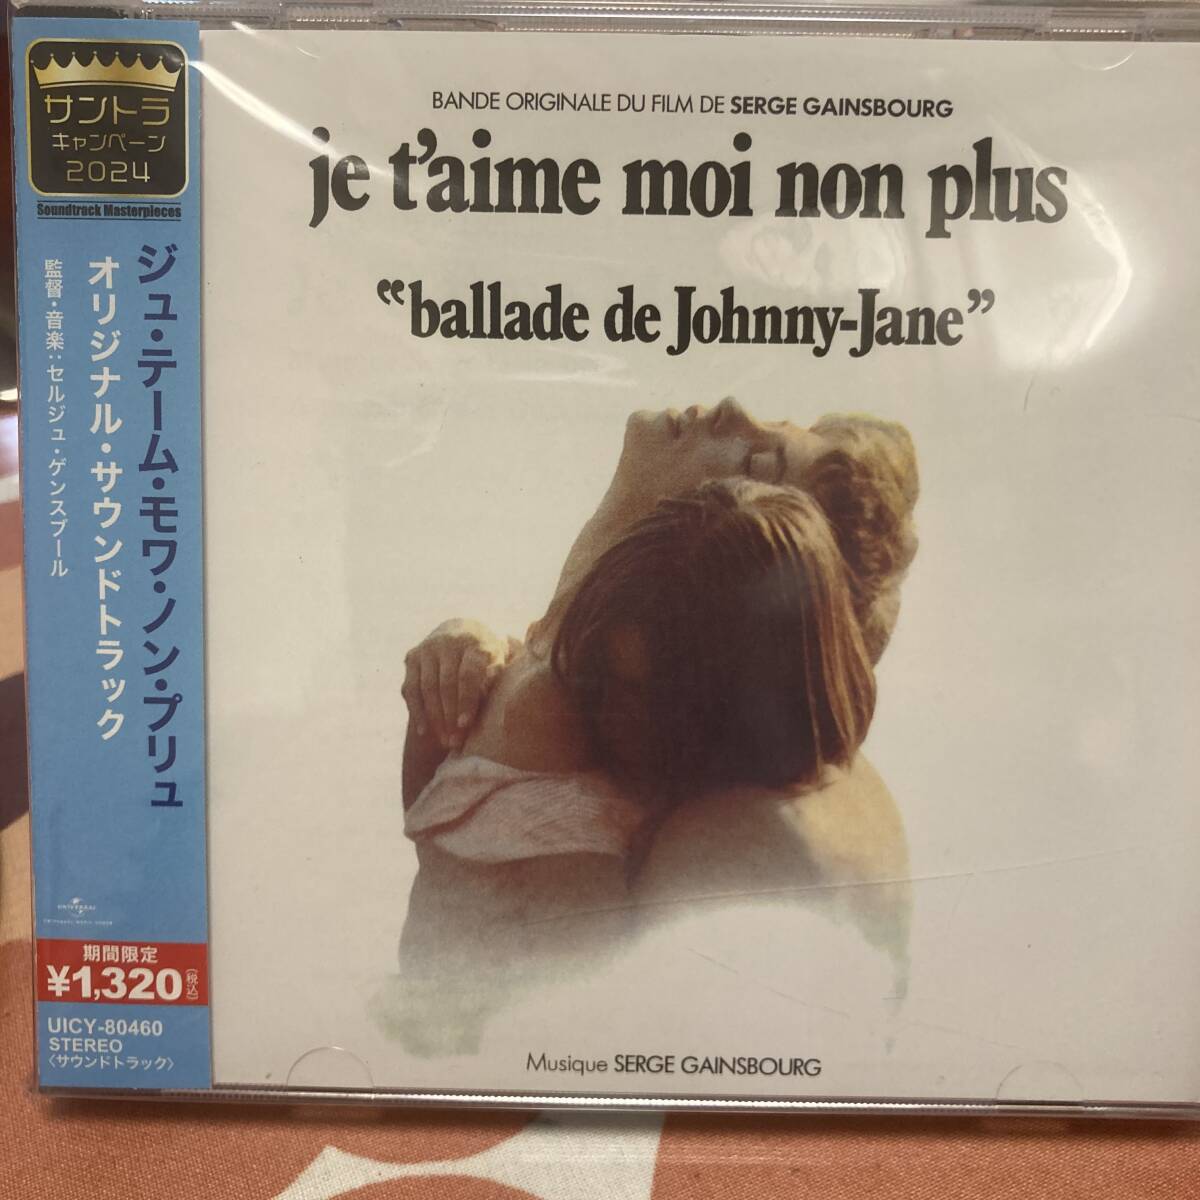 サントラ
キャンペーン
2024
Soundtrack Masterpieces
ジュ・テーム・モワ・ノン・プリュ
オリジナル・サウンドトラック
監督・音楽:セルジュ・ゲンスブール
UNIVERSAL
UNIVERSAL MUSIC GROUP
期間限定
¥1,320(税込)
UICY-80460
STEREO
〈サウンドトラック〉
BANDE ORIGINALE DU FILM DE SERGE GAINSBOURG
je t'aime moi non plus
“ballade de Johnny-Jane”
Musique SERGE GAINSBOURG